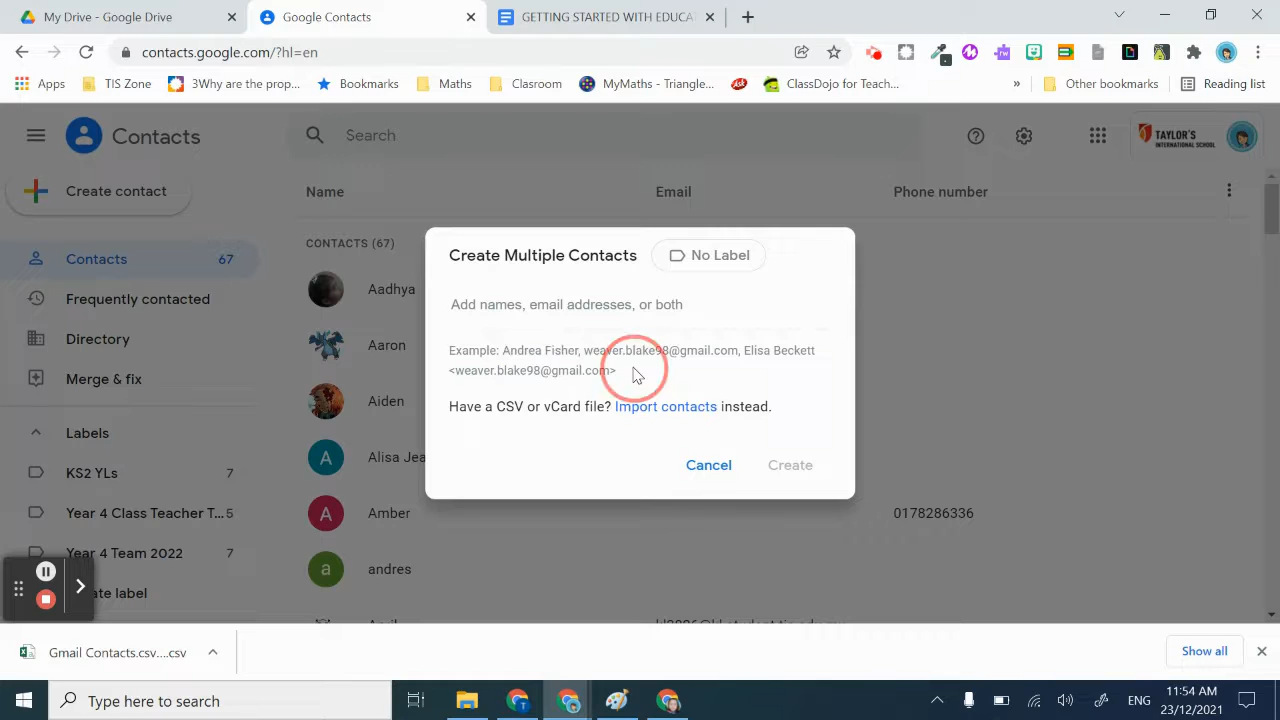 My Drive - Google Drive
Google Contacts
GETTING STARTED WITH EDUCA
contacts.google.com/?hl=en
Apps
TIS Zone
3Why are the prop...
Bookmarks
Maths
Clasroom
MyMaths - Triangle...
ClassDojo for Teach...
»
Other bookmarks
Reading list
Contacts
Search
TAYLOR'S
INTERNATIONAL SCHOOL
Create contact
Name
Email
Phone number
Contacts
67
CONTACTS (67)
Frequently contacted
Directory
Merge & fix
Labels
KS2 YLs
7
Year 4 Class Teacher T...
5
Year 4 Team 2022
7
ate label
Aadhya
Aaron
Aiden
A
Alisa Jea
A
Amber
0178286336
a
andres
Create Multiple Contacts
No Label
Add names, email addresses, or both
Example: Andrea Fisher, weaver.blake98@gmail.com, Elisa Beckett
<weaver.blake98@gmail.com>
Have a CSV or vCard file? Import contacts instead.
Cancel
Create
Gmail Contacts.csv....csv
Show all
Type here to search
ENG
11:54 AM
23/12/2021